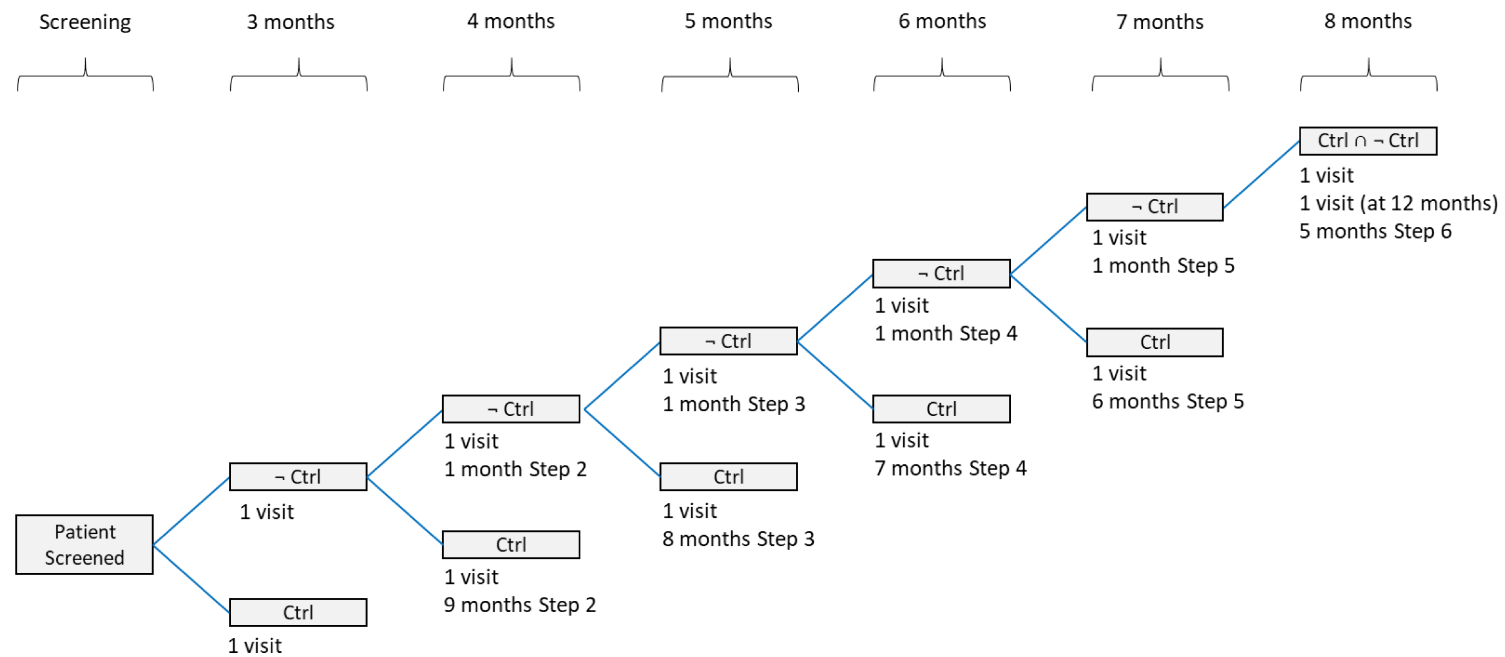 Screening
3 months
4 months
5 months
6 months
7 months
8 months
Ctrl ∩ ¬ Ctrl
1 visit
1 visit (at 12 months)
5 months Step 6
¬ Ctrl
1 visit
1 month Step 5
¬ Ctrl
1 visit
1 month Step 4
Ctrl
1 visit
6 months Step 5
¬ Ctrl
1 visit
1 month Step 3
Ctrl
1 visit
7 months Step 4
¬ Ctrl
1 visit
1 month Step 2
Ctrl
1 visit
8 months Step 3
¬ Ctrl
1 visit
Ctrl
1 visit
9 months Step 2
Patient
Screened
Ctrl
1 visit